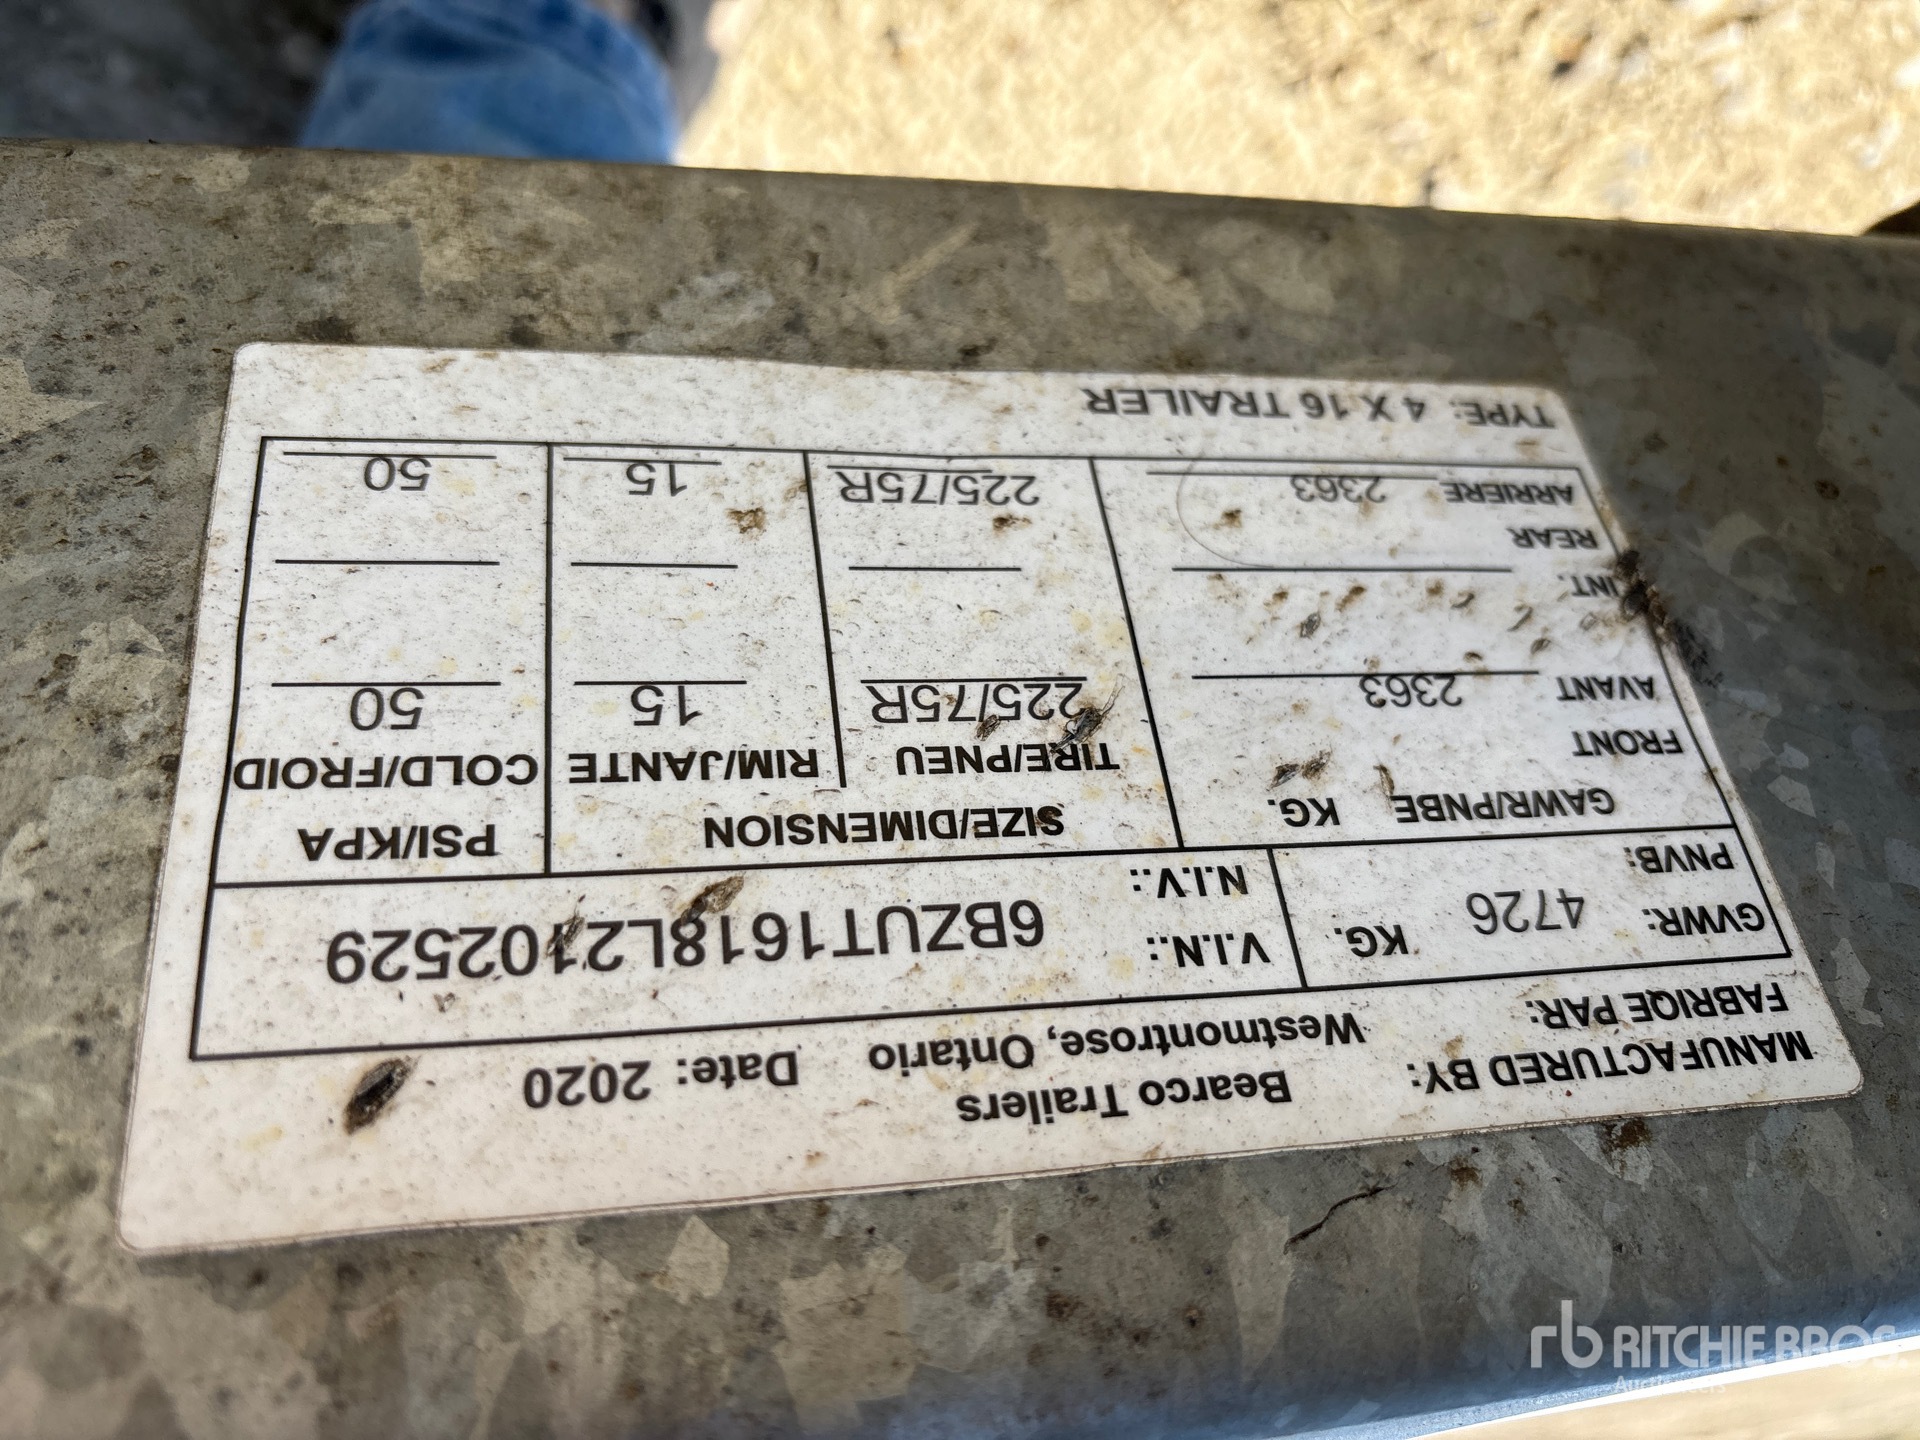 MANUFACTURED BY: Bearco Trailers
FABRIQE PAR: Westmontrose, Ontario Date: 2020
GVWR: 4726 KG. V.I.N.: 6BZUT1618L2102529
PNVB: N.I.V.:
GAWR/PNBE KG. SIZE/DIMENSION PSI/KPA
FRONT TIRE/PNEU RIM/JANTE COLD/FROID
AVANT 2363 225/75R 15 50
INT.
REAR
ARRIERE 2363 225/75R 15 50
TYPE: 4 X 16 TRAILER
rb RITCHIE BROS.
Auctioneers